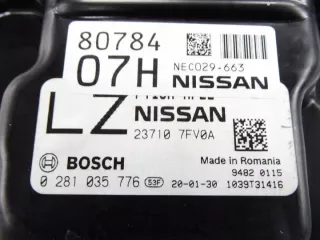 80784
07H
NEC029-663
NISSAN
LZ
NISSAN
23710 7FV0A
BOSCH
Made in Romania
9482 0115
0 281 035 776 53F 20-01-30 1039T31416